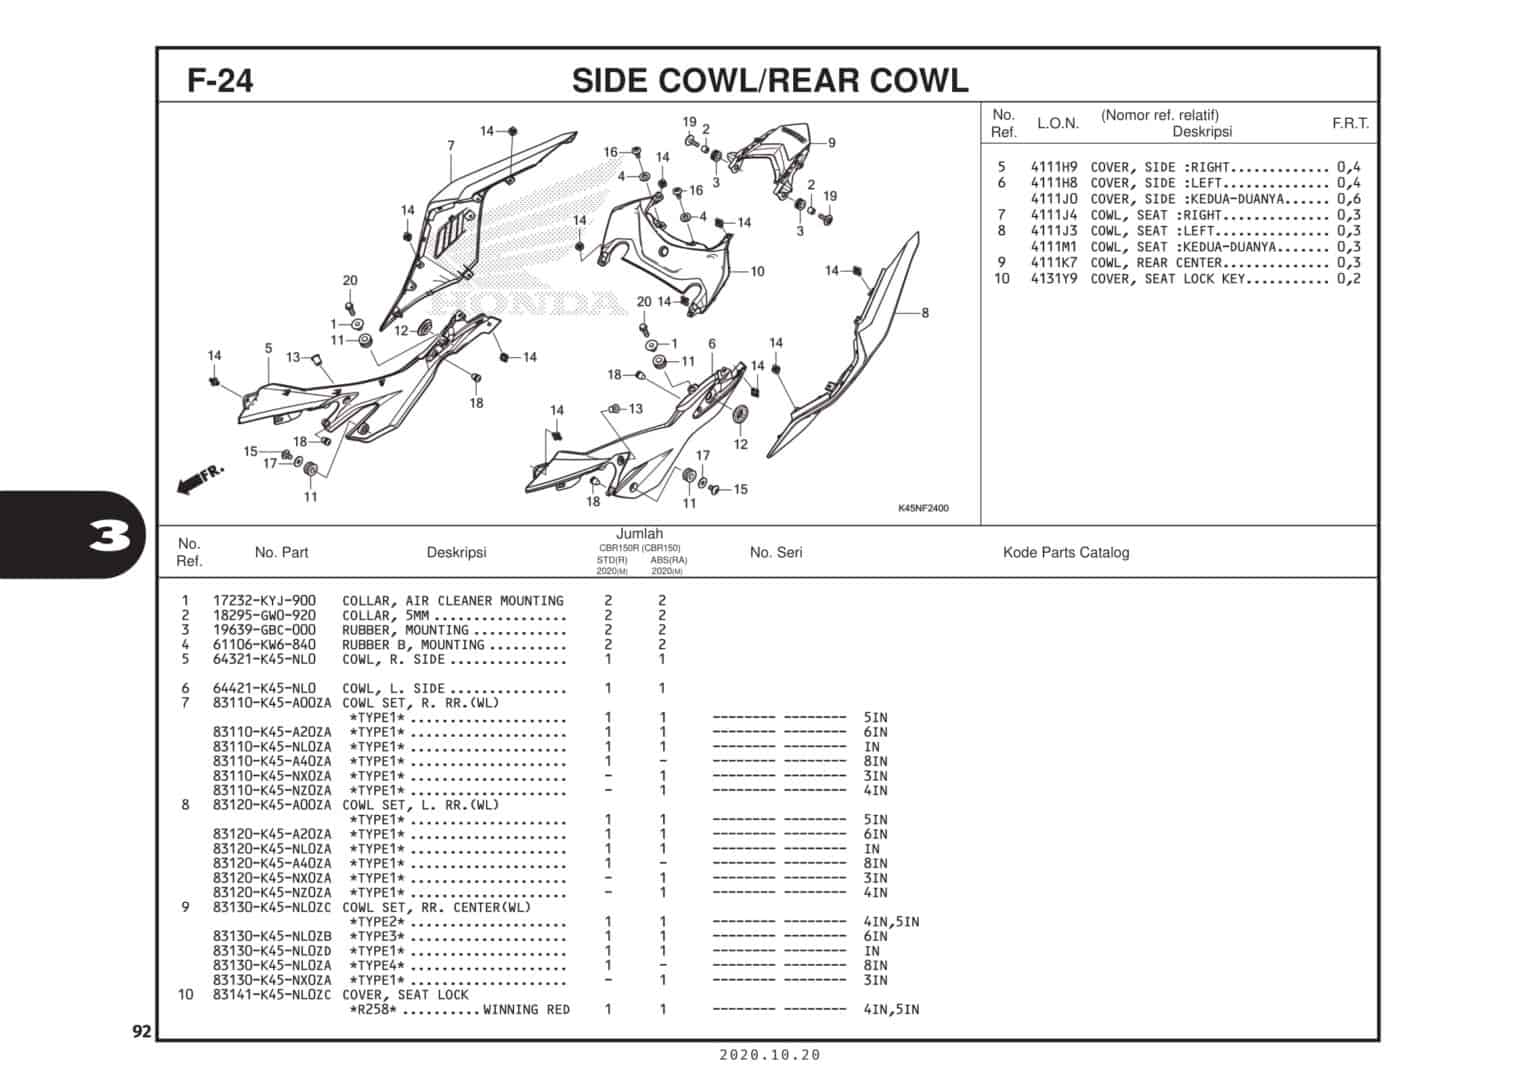 F-24 SIDE COWL/REAR COWL
No. Ref. L.O.N. (Nomor ref. relatif) Deskripsi F.R.T.
5 4111H9 COVER, SIDE :RIGHT............. 0,4
6 4111H8 COVER, SIDE :LEFT.............. 0,4
4111J0 COVER, SIDE :KEDUA-DUANYA...... 0,6
7 4111J4 COWL, SEAT :RIGHT.............. 0,3
8 4111J3 COWL, SEAT :LEFT............... 0,3
4111M1 COWL, SEAT :KEDUA-DUANYA....... 0,3
9 4111K7 COWL, REAR CENTER.............. 0,3
10 4131Y9 COVER, SEAT LOCK KEY........... 0,2
14
7
19
2
16
14
9
4
3
16
2
19
14
14
4
14
3
20
10
14
HONDA
20 14
8
1
12
11
14
5
13
14
1
6
14
11
14
18
18
14
13
12
18
15
17
17
FR.
11
18
11
15
K45NF2400
3
No. Ref. No. Part Deskripsi Jumlah No. Seri Kode Parts Catalog
CBR150R (CBR150)
STD(R) ABS(RA)
2020(M) 2020(M)
1 17232-KYJ-900 COLLAR, AIR CLEANER MOUNTING 2 2
2 18295-GW0-920 COLLAR, 5MM ................. 2 2
3 19639-GBC-000 RUBBER, MOUNTING ............ 2 2
4 61106-KW6-840 RUBBER B, MOUNTING .......... 2 2
5 64321-K45-NL0 COWL, R. SIDE ............... 1 1
6 64421-K45-NL0 COWL, L. SIDE ............... 1 1
7 83110-K45-A00ZA COWL SET, R. RR.(WL)
*TYPE1* .................... 1 1 -------- -------- 5IN
83110-K45-A20ZA *TYPE1* .................... 1 1 -------- -------- 6IN
83110-K45-NL0ZA *TYPE1* .................... 1 1 -------- -------- IN
83110-K45-A40ZA *TYPE1* .................... 1 - -------- -------- 8IN
83110-K45-NX0ZA *TYPE1* .................... - 1 -------- -------- 3IN
83110-K45-NZ0ZA *TYPE1* .................... - 1 -------- -------- 4IN
8 83120-K45-A00ZA COWL SET, L. RR.(WL)
*TYPE1* .................... 1 1 -------- -------- 5IN
83120-K45-A20ZA *TYPE1* .................... 1 1 -------- -------- 6IN
83120-K45-NL0ZA *TYPE1* .................... 1 1 -------- -------- IN
83120-K45-A40ZA *TYPE1* .................... 1 - -------- -------- 8IN
83120-K45-NX0ZA *TYPE1* .................... - 1 -------- -------- 3IN
83120-K45-NZ0ZA *TYPE1* .................... - 1 -------- -------- 4IN
9 83130-K45-NL0ZC COWL SET, RR. CENTER(WL)
*TYPE2* .................... 1 1 -------- -------- 4IN,5IN
83130-K45-NL0ZB *TYPE3* .................... 1 1 -------- -------- 6IN
83130-K45-NL0ZD *TYPE1* .................... 1 1 -------- -------- IN
83130-K45-NL0ZA *TYPE4* .................... 1 - -------- -------- 8IN
83130-K45-NX0ZA *TYPE1* .................... - 1 -------- -------- 3IN
10 83141-K45-NL0ZC COVER, SEAT LOCK
*R258* ..........WINNING RED 1 1 -------- -------- 4IN,5IN
92
2020.10.20